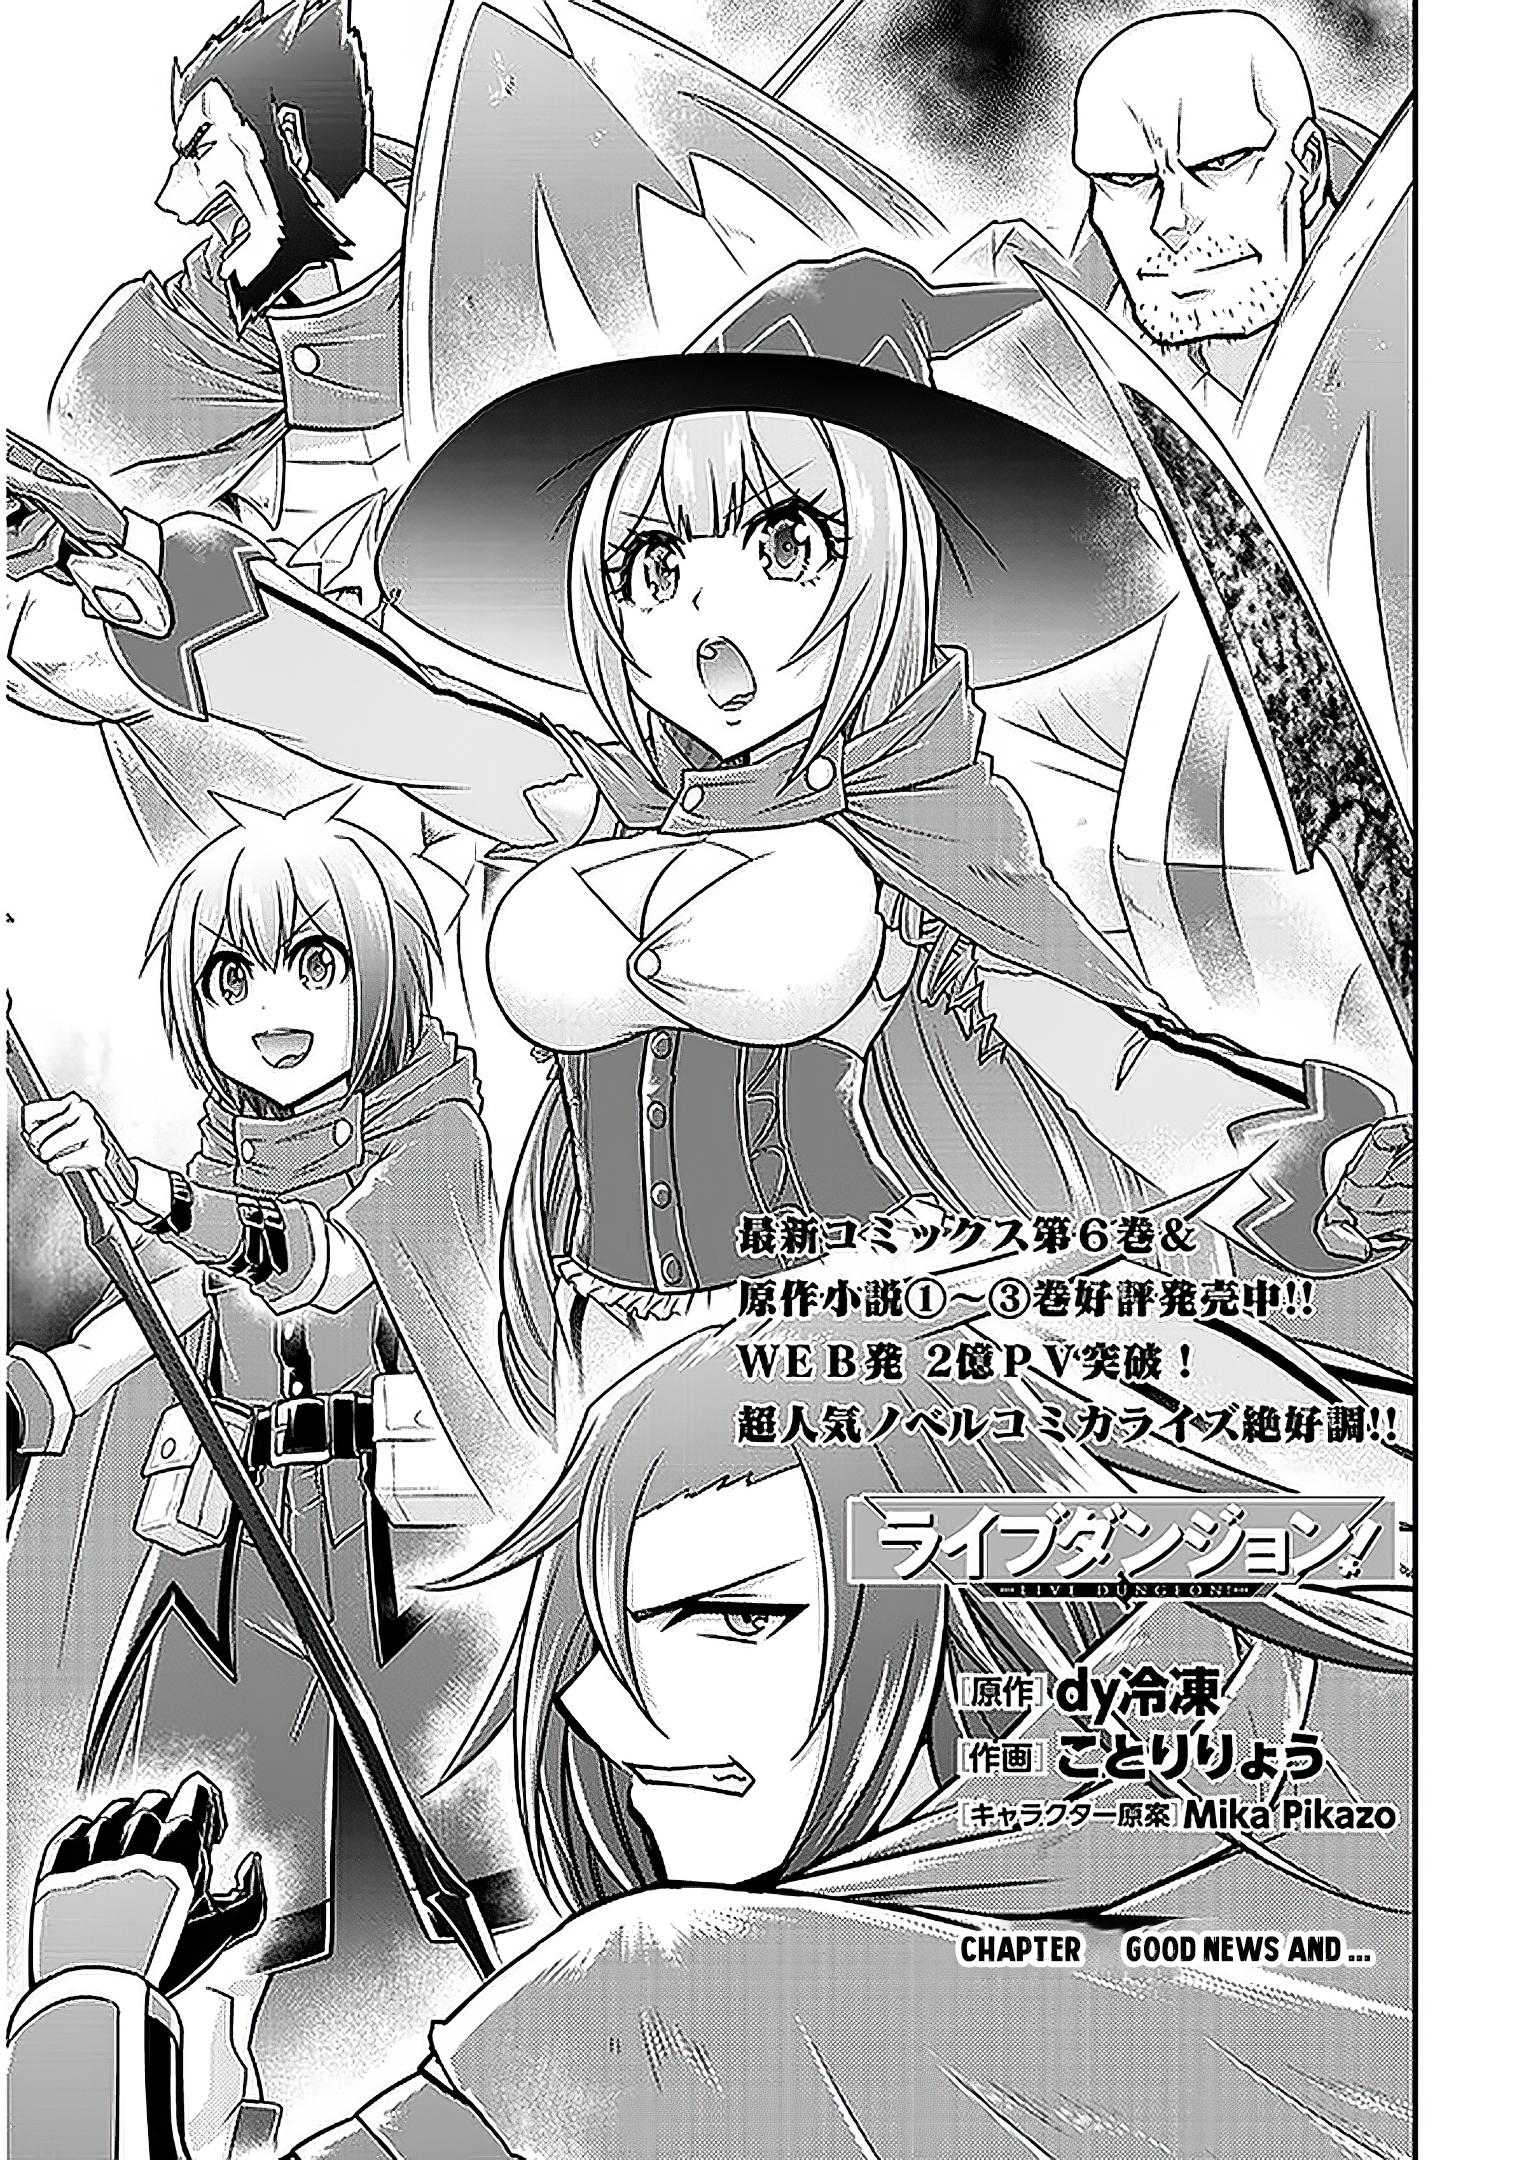 最新コミックス第6巻&
原作小説①～③巻好評発売中!!
WEB発 2億PV突破！
超人気ノベルコミカライズ絶好調!!
ライブダンジョン！
LIVE DUNGEON!
［原作］dy冷凍
［作画］ことりりょう
［キャラクター原案］Mika Pikazo
CHAPTER GOOD NEWS AND ...